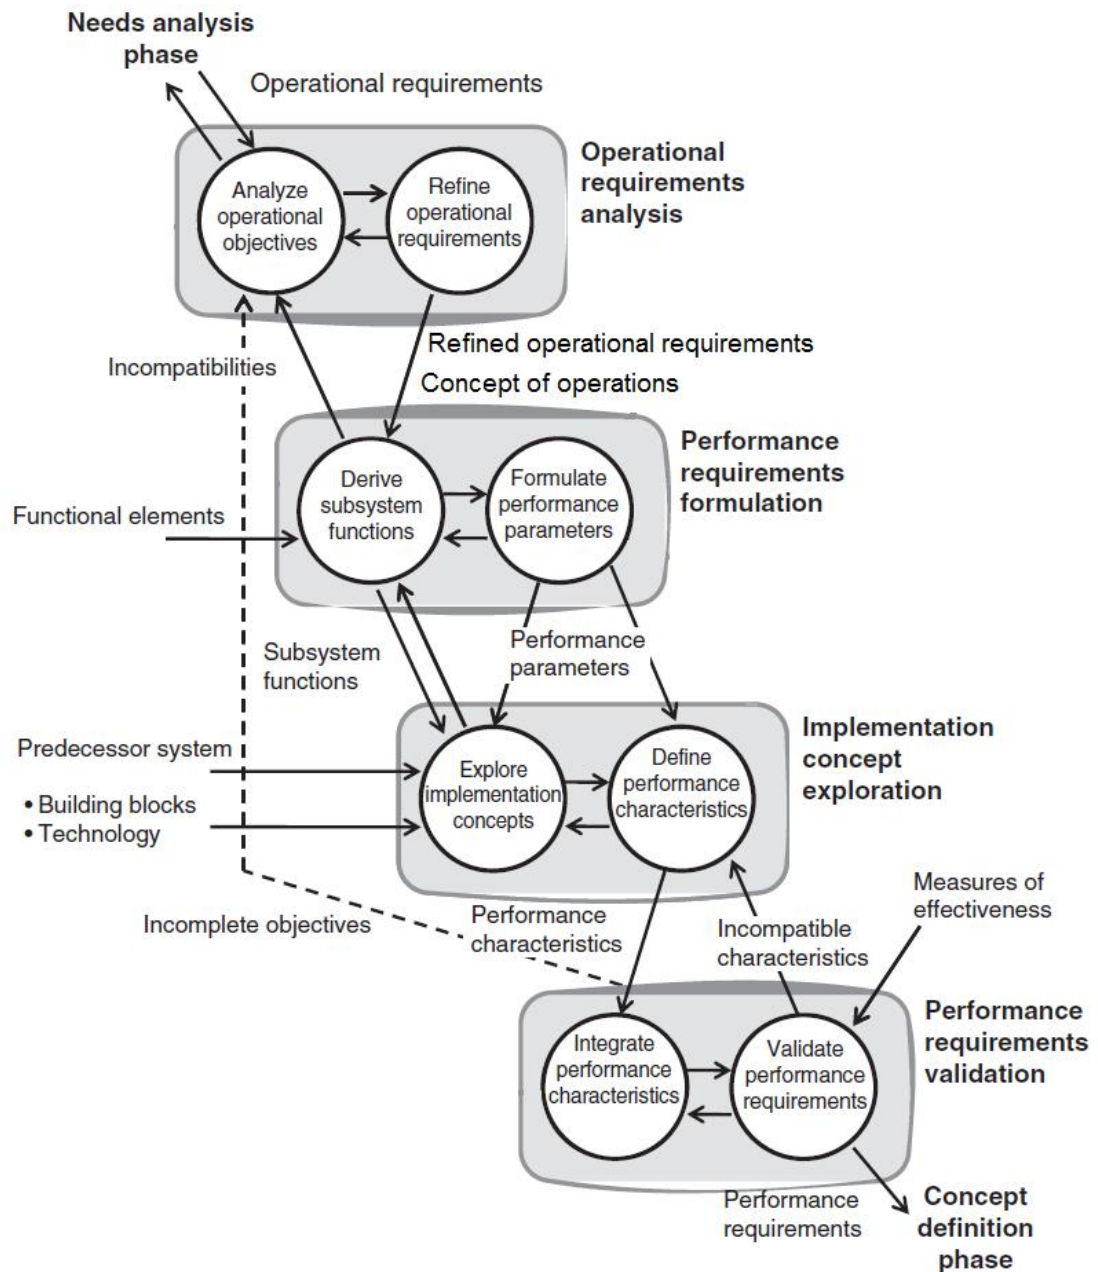 Needs analysis
phase
Operational requirements
Operational
requirements
analysis
Analyze
operational
objectives
Refine
operational
requirements
Refined operational requirements
Incompatibilities
Concept of operations
Performance
requirements
formulation
Derive
subsystem
functions
Formulate
performance
parameters
Functional elements
Subsystem
functions
Performance
parameters
Implementation
concept
exploration
Predecessor system
• Building blocks
• Technology
Explore
implementation
concepts
Define
performance
characteristics
Measures of
effectiveness
Incomplete objectives
Performance
characteristics
Incompatible
characteristics
Performance
requirements
validation
Integrate
performance
characteristics
Validate
performance
requirements
Performance
requirements
Concept
definition
phase